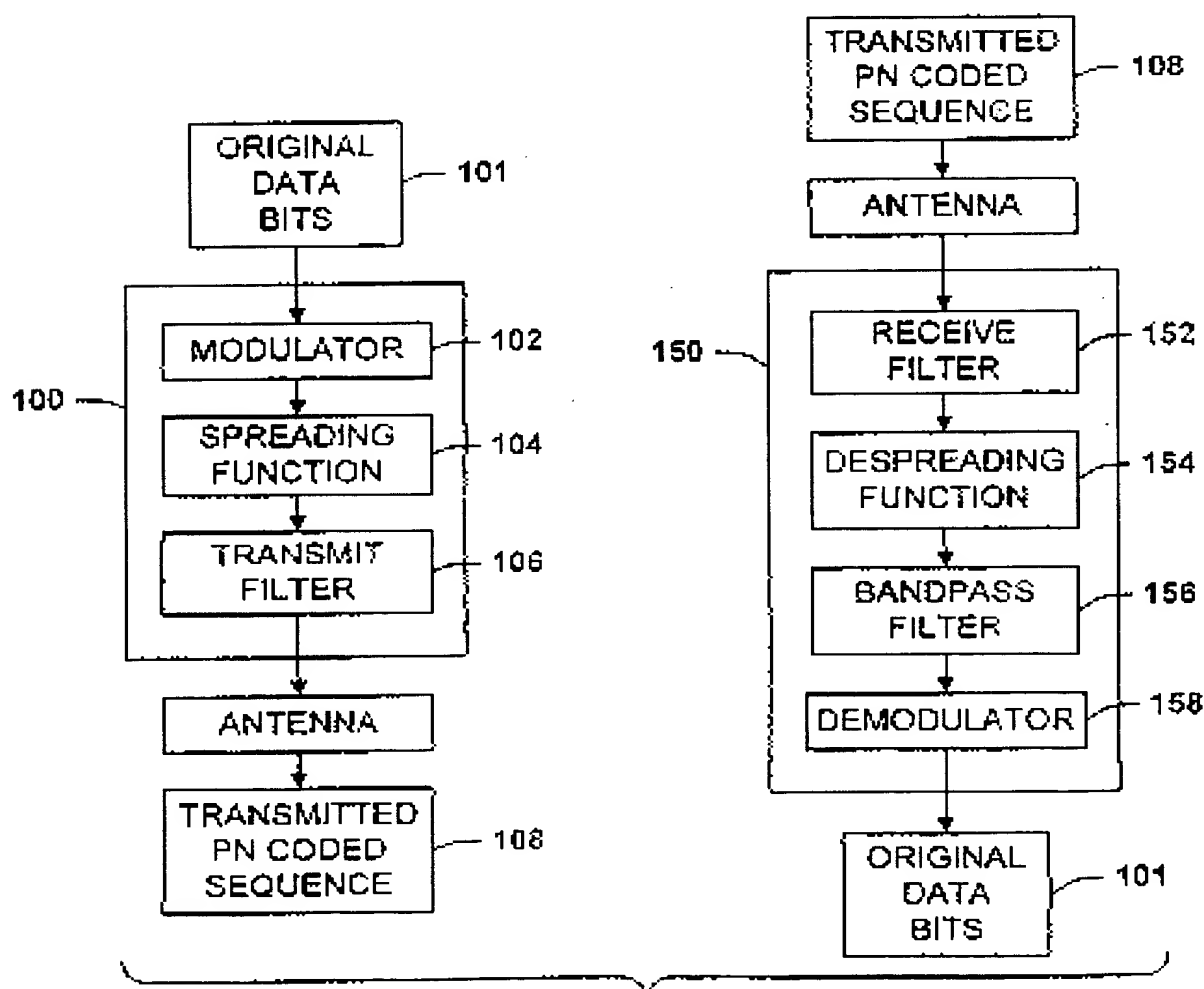 ORIGINAL
DATA
BITS
101
100
MODULATOR
102
SPREADING
FUNCTION
104
TRANSMIT
FILTER
106
ANTENNA
TRANSMITTED
PN CODED
SEQUENCE
108
TRANSMITTED
PN CODED
SEQUENCE
108
ANTENNA
150
RECEIVE
FILTER
152
DESPREADING
FUNCTION
154
BANDPASS
FILTER
156
DEMODULATOR
158
ORIGINAL
DATA
BITS
101